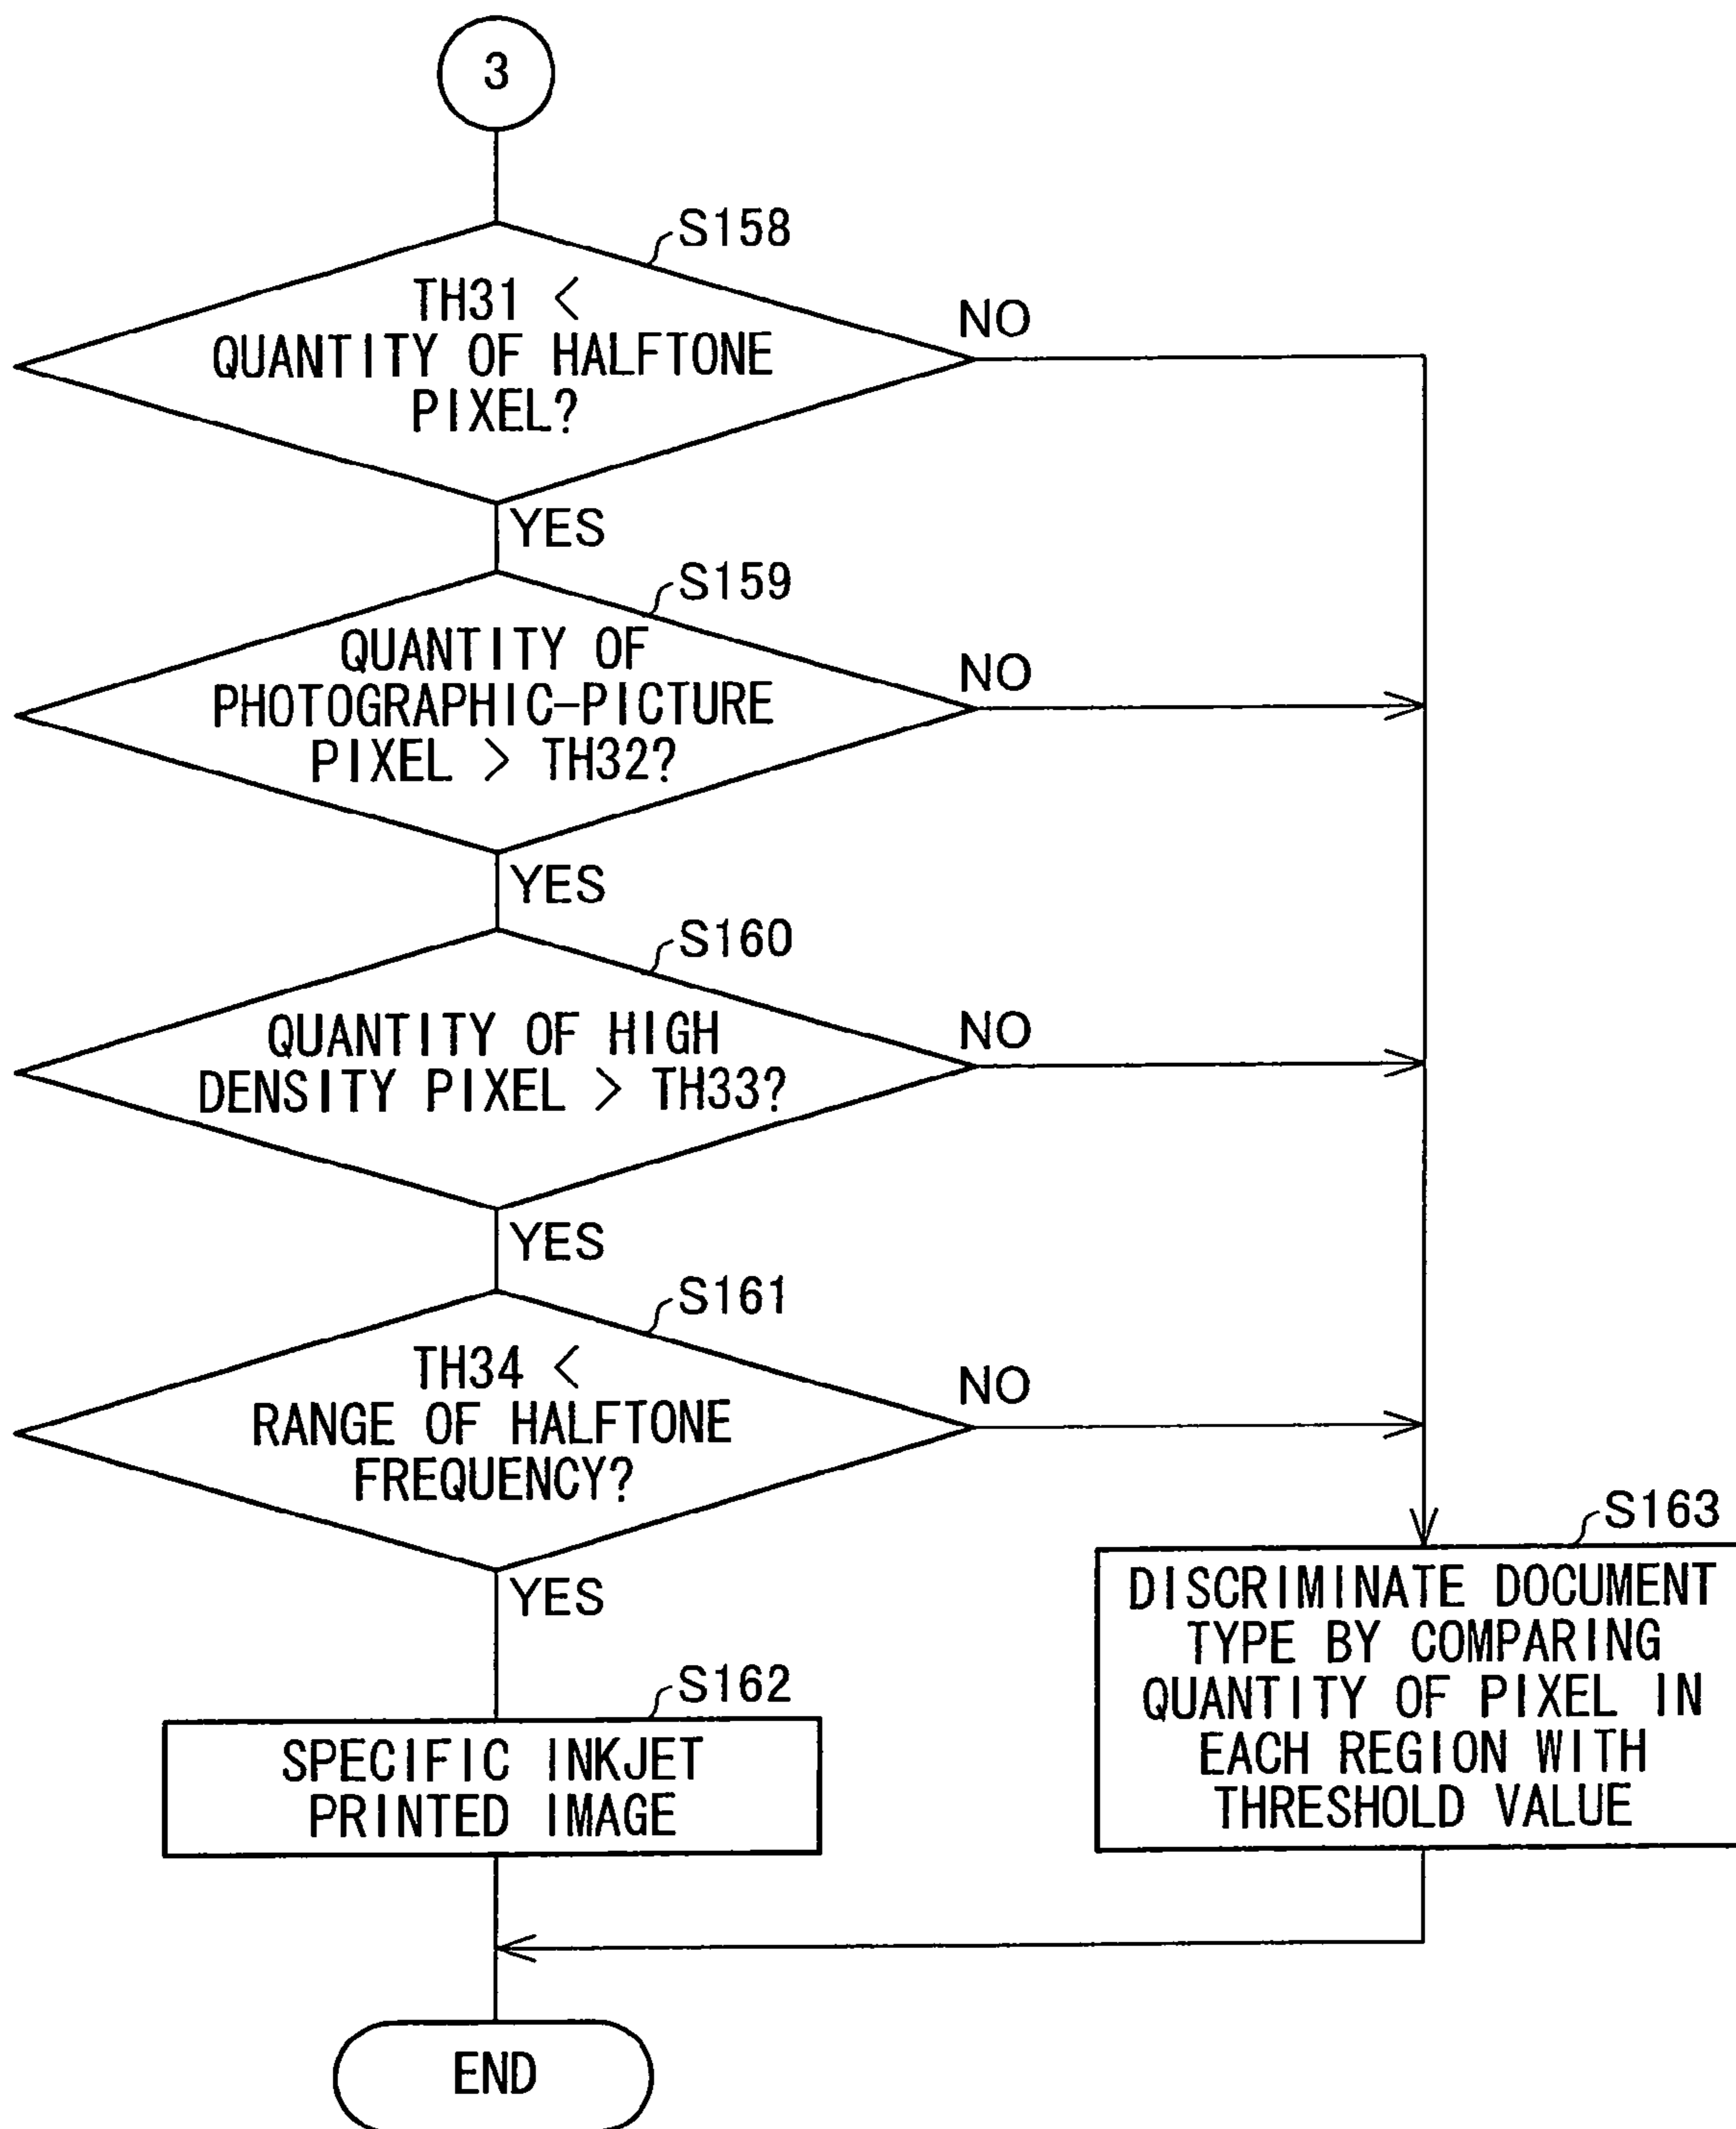 3
S158
TH31 <
QUANTITY OF HALFTONE
PIXEL?
NO
YES
S159
QUANTITY OF
PHOTOGRAPHIC-PICTURE
PIXEL > TH32?
NO
YES
S160
QUANTITY OF HIGH
DENSITY PIXEL > TH33?
NO
YES
S161
TH34 <
RANGE OF HALFTONE
FREQUENCY?
NO
YES
S162
SPECIFIC INKJET
PRINTED IMAGE
S163
DISCRIMINATE DOCUMENT
TYPE BY COMPARING
QUANTITY OF PIXEL IN
EACH REGION WITH
THRESHOLD VALUE
END